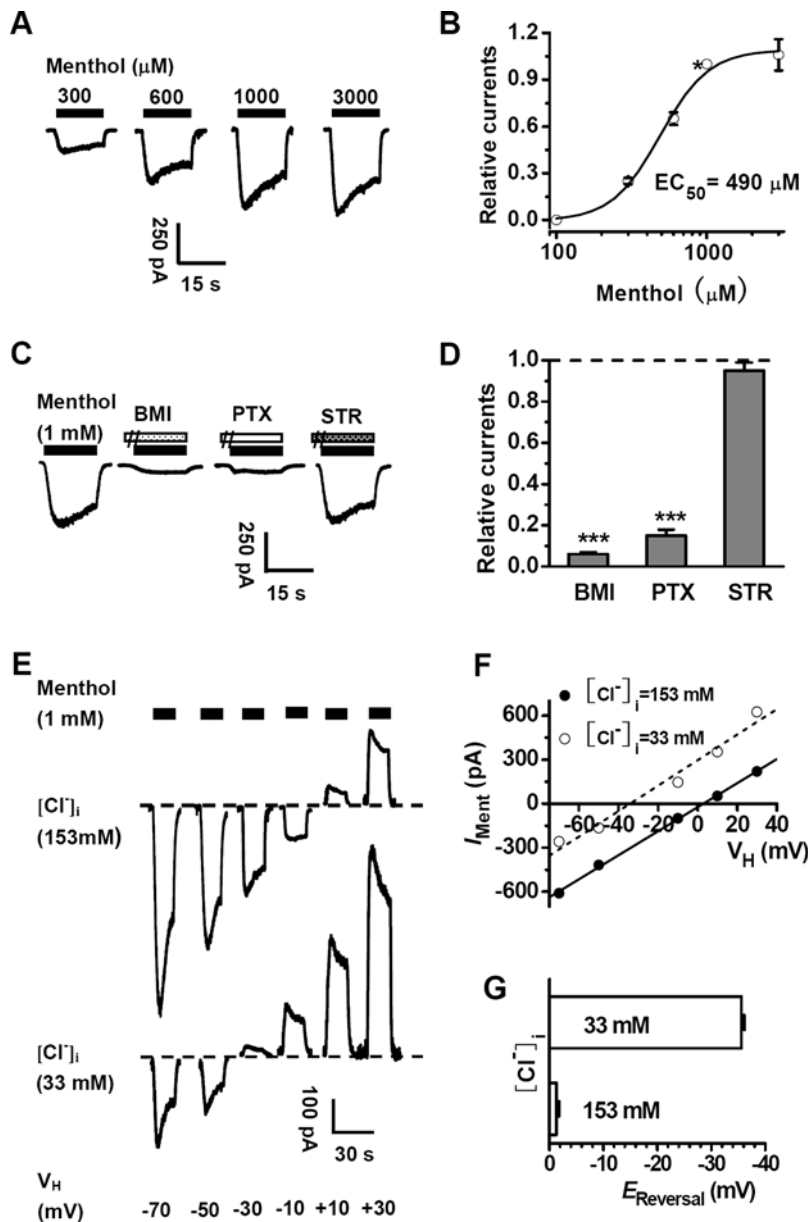 A
Menthol (μM)
300 600 1000 3000
250 pA
15 s
B
Relative currents
1.2
0.9
0.6
0.3
0.0
*
EC50= 490 μM
100 1000
Menthol (μM)
C
Menthol
(1 mM)
BMI PTX STR
250 pA
15 s
D
Relative currents
1.0
0.8
0.6
0.4
0.2
0.0
*** ***
BMI PTX STR
E
Menthol
(1 mM)
[Cl-]i
(153mM)
[Cl-]i
(33 mM)
100 pA
30 s
VH
(mV) -70 -50 -30 -10 +10 +30
F
[Cl-]i=153 mM
[Cl-]i=33 mM
IMent (pA)
600
300
0
-300
-600
-60 -40 -20 0 20 40
VH (mV)
G
[Cl-]i
33 mM
153 mM
0 -10 -20 -30 -40
EReversal(mV)